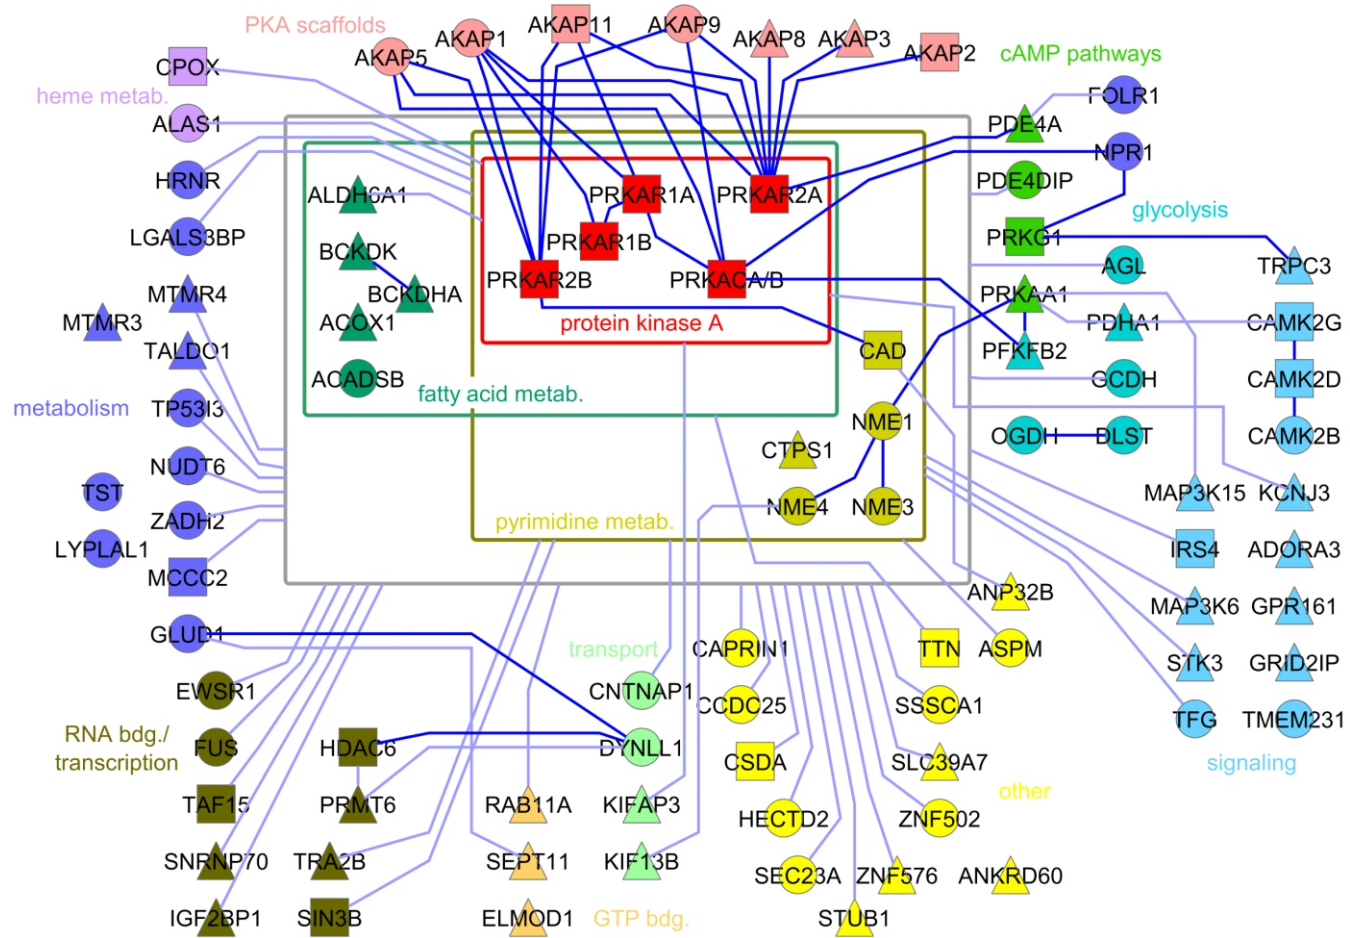 PKA scaffolds
AKAP5
AKAP1
AKAP11
AKAP9
AKAP8
AKAP3
AKAP2
cAMP pathways
CPOX
heme metab.
ALAS1
HRNR
LGALS3BP
MTMR4
MTMR3
TALDO1
metabolism
TP53I3
NUDT6
TST
ZADH2
LYPLAL1
MCCC2
GLUD1
ALDH6A1
BCKDK
BCKDHA
ACOX1
ACADSB
fatty acid metab.
PRKAR1A
PRKAR2A
PRKAR1B
PRKAR2B
PRKACA/B
protein kinase A
CAD
NME1
CTPS1
NME4
NME3
pyrimidine metab.
FOLR1
PDE4A
NPR1
PDE4DIP
glycolysis
PRKG1
AGL
TRPC3
PRKAA1
PDHA1
CAMK2G
PFKFB2
GCDH
CAMK2D
OGDH
DLST
CAMK2B
MAP3K15
KCNJ3
IRS4
ADORA3
MAP3K6
GPR161
STK3
GRID2IP
TFG
TMEM231
signaling
EWSR1
RNA bdg./
transcription
FUS
HDAC6
TAF15
PRMT6
SNRNP70
TRA2B
IGF2BP1
SIN3B
transport
CNTNAP1
DYNLL1
RAB11A
KIFAP3
SEPT11
KIF13B
ELMOD1
GTP bdg.
ANP32B
CAPRIN1
TTN
ASPM
CCDC25
SSSCA1
CSDA
SLC39A7
other
HECTD2
ZNF502
SEC23A
ZNF576
ANKRD60
STUB1